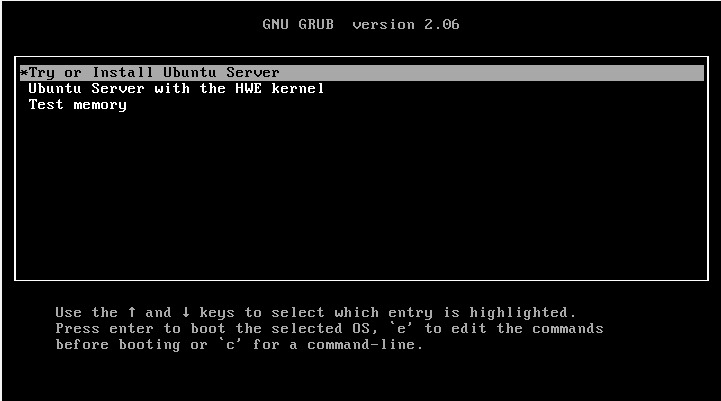 GNU GRUB  version 2.06
*Try or Install Ubuntu Server
Ubuntu Server with the HWE kernel
Test memory
Use the ↑ and ↓ keys to select which entry is highlighted.
Press enter to boot the selected OS, `e' to edit the commands
before booting or `c' for a command-line.